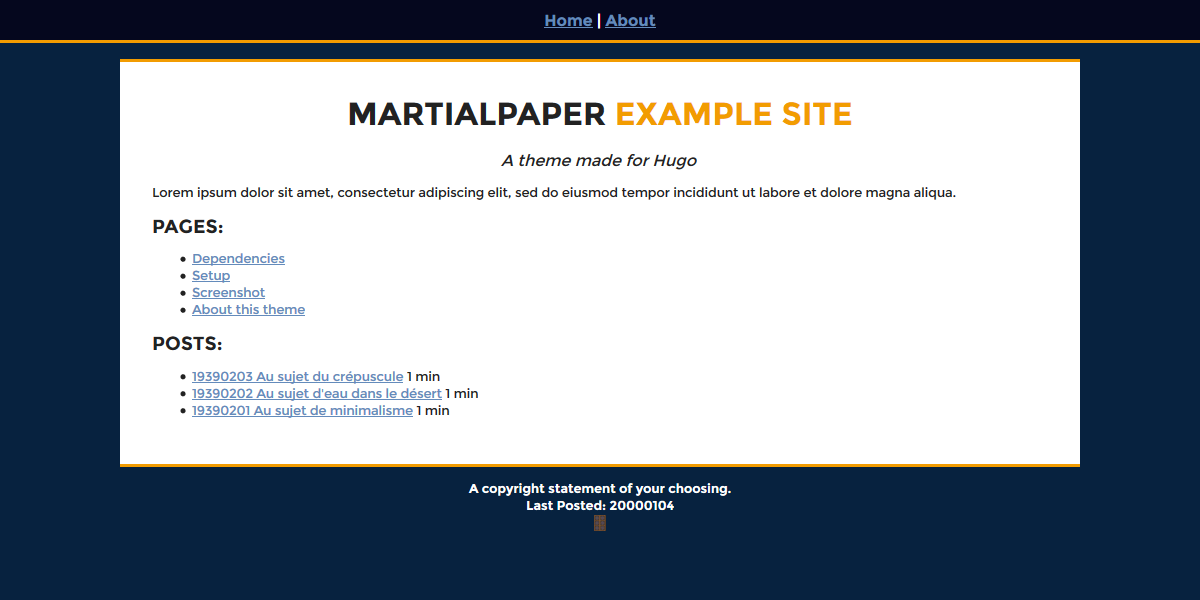 Home | About
MARTIALPAPER EXAMPLE SITE
A theme made for Hugo
Lorem ipsum dolor sit amet, consectetur adipiscing elit, sed do eiusmod tempor incididunt ut labore et dolore magna aliqua.
PAGES:
Dependencies
Setup
Screenshot
About this theme
POSTS:
19390203 Au sujet du crépuscule 1 min
19390202 Au sujet d'eau dans le désert 1 min
19390201 Au sujet de minimalisme 1 min
A copyright statement of your choosing.
Last Posted: 20000104